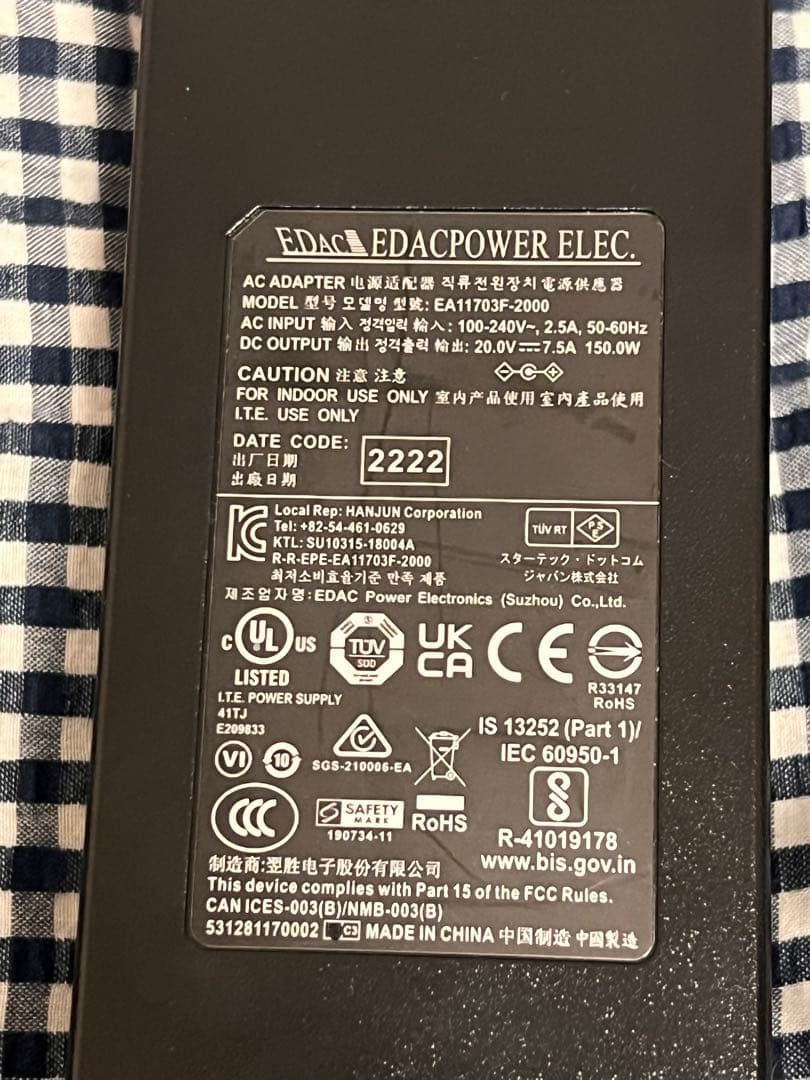 EDAC EDACPOWER ELEC.
AC ADAPTER 电源适配器 직류전원장치 電源供應器
MODEL 型号 모델명 型號: EA11703F-2000
AC INPUT 输入 정격입력 輸入: 100-240V~, 2.5A, 50-60Hz
DC OUTPUT 输出 정격출력 輸出: 20.0V⎓7.5A 150.0W
CAUTION 注意 注意
FOR INDOOR USE ONLY 室内产品使用 室內產品使用
I.T.E. USE ONLY
DATE CODE: 2222
出厂日期
出廠日期
Local Rep: HANJUN Corporation
Tel: +82-54-461-0629
KTL: SU10315-18004A
R-R-EPE-EA11703F-2000
최저소비효율기준 만족 제품
TÜV RT PSE
スターテック・ドットコム
ジャパン株式会社
제조업자명: EDAC Power Electronics (Suzhou) Co.,Ltd.
C UL US
LISTED
I.T.E. POWER SUPPLY
41TJ
E209833
TÜV
SÜD
UK
CA
CE
R33147
RoHS
VI
10
SGS-210006-EA
IS 13252 (Part 1)/
IEC 60950-1
CCC
S SAFETY
MARK
190734-11
RoHS
R-41019178
www.bis.gov.in
制造商:翌胜电子股份有限公司
This device complies with Part 15 of the FCC Rules.
CAN ICES-003(B)/NMB-003(B)
531281170002 C3 MADE IN CHINA 中国制造 中國製造